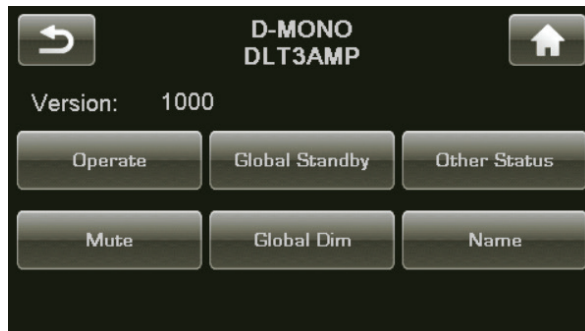 D-MONO
DLT3AMP
Version: 1000
Operate Global Standby Other Status
Mute Global Dim Name